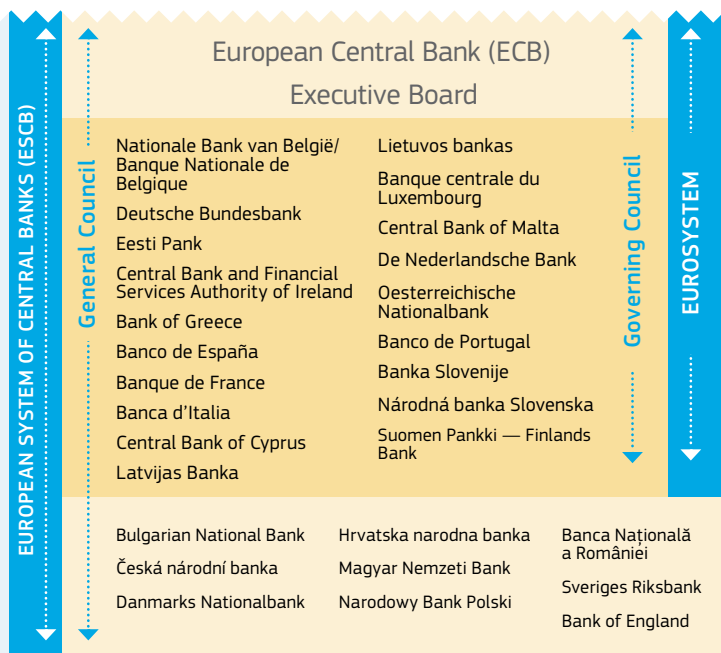 European Central Bank (ECB)
Executive Board
EUROPEAN SYSTEM OF CENTRAL BANKS (ESCB)
General Council
Nationale Bank van België/
Banque Nationale de
Belgique
Deutsche Bundesbank
Eesti Pank
Central Bank and Financial
Services Authority of Ireland
Bank of Greece
Banco de España
Banque de France
Banca d’Italia
Central Bank of Cyprus
Latvijas Banka
Lietuvos bankas
Banque centrale du
Luxembourg
Central Bank of Malta
De Nederlandsche Bank
Oesterreichische
Nationalbank
Banco de Portugal
Banka Slovenije
Národná banka Slovenska
Suomen Pankki — Finlands
Bank
Governing Council
EUROSYSTEM
Bulgarian National Bank
Česká národní banka
Danmarks Nationalbank
Hrvatska narodna banka
Magyar Nemzeti Bank
Narodowy Bank Polski
Banca Națională
a României
Sveriges Riksbank
Bank of England